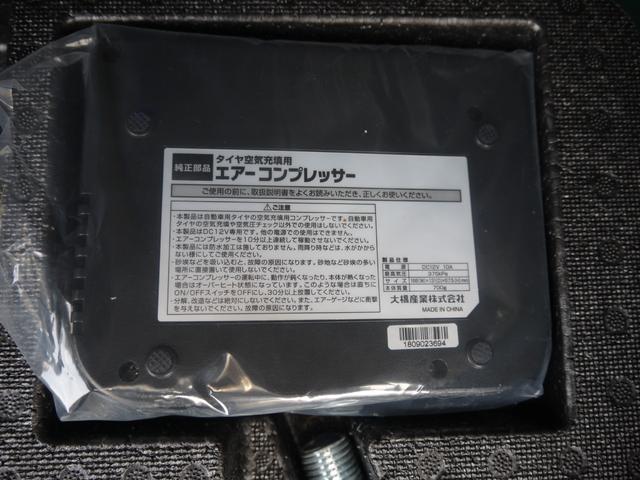 純正部品
タイヤ空気充填用
エアーコンプレッサー
ご使用の前に、取扱説明書をよくお読みいただき、正しくお使いください。
⚠ご注意
・本製品は自動車用タイヤの空気充填用コンプレッサーです。自動車用
タイヤの空気充填や空気圧チェック以外での使用はしないでください。
・本製品はDC12V専用です。他の電源での使用はできません。
・エアーコンプレッサーを10分以上連続して稼動させないでください。
・本製品には防水加工は施しておりません。雨降り時などは、水がかから
ない様にご使用ください。
・砂埃などを吸い込むと、故障の原因になります。砂地など砂埃の多い
場所に直接置いて使用しないでください。
・エアーコンプレッサーの運転中に、動作が鈍くなったり、本体が熱くなった
場合はオーバーヒート状態になっています。このような場合は直ちに
ON/OFFスイッチをOFFにし、30分以上放置してください。
・分解、改造などは絶対にしないでください。また、エアーゲージなどに衝撃
を与えないでください。故障の原因になります。
製品仕様
電源 DC12V 10A
最高気圧 375kPa
サイズ
本体質量 700g
大橋産業株式会社
MADE IN CHINA
1809023694